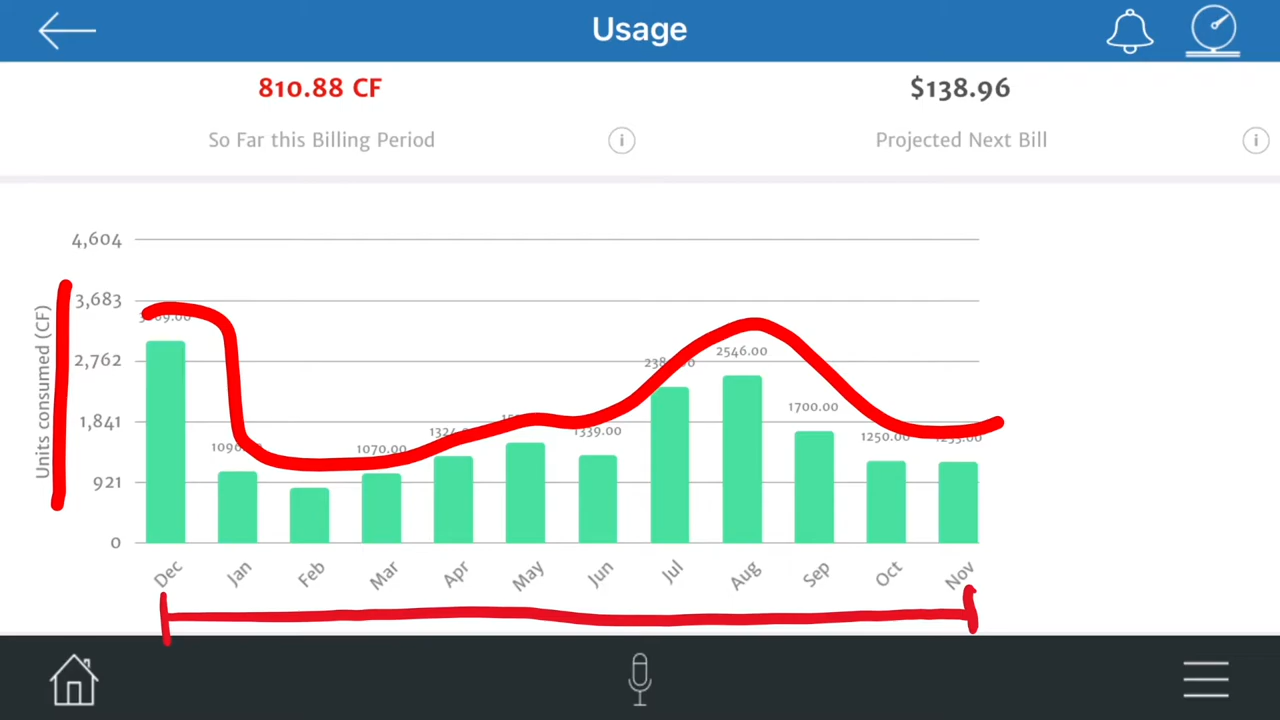 Usage
810.88 CF
$138.96
So Far this Billing Period
Projected Next Bill
Units consumed (CF)
4,604
3,683
2,762
1,841
921
0
2546.00
1700.00
1339.00
1070.00
1250.00
Dec
Jan
Feb
Mar
Apr
May
Jun
Jul
Aug
Sep
Oct
Nov